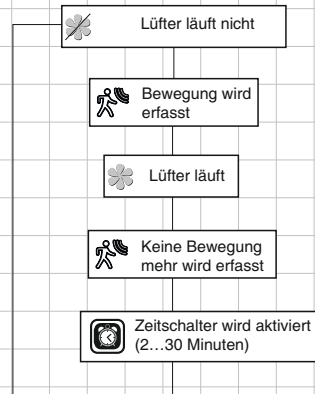 Lüfter läuft nicht
Bewegung wird
erfasst
Lüfter läuft
Keine Bewegung
mehr wird erfasst
Zeitschalter wird aktiviert
(2…30 Minuten)